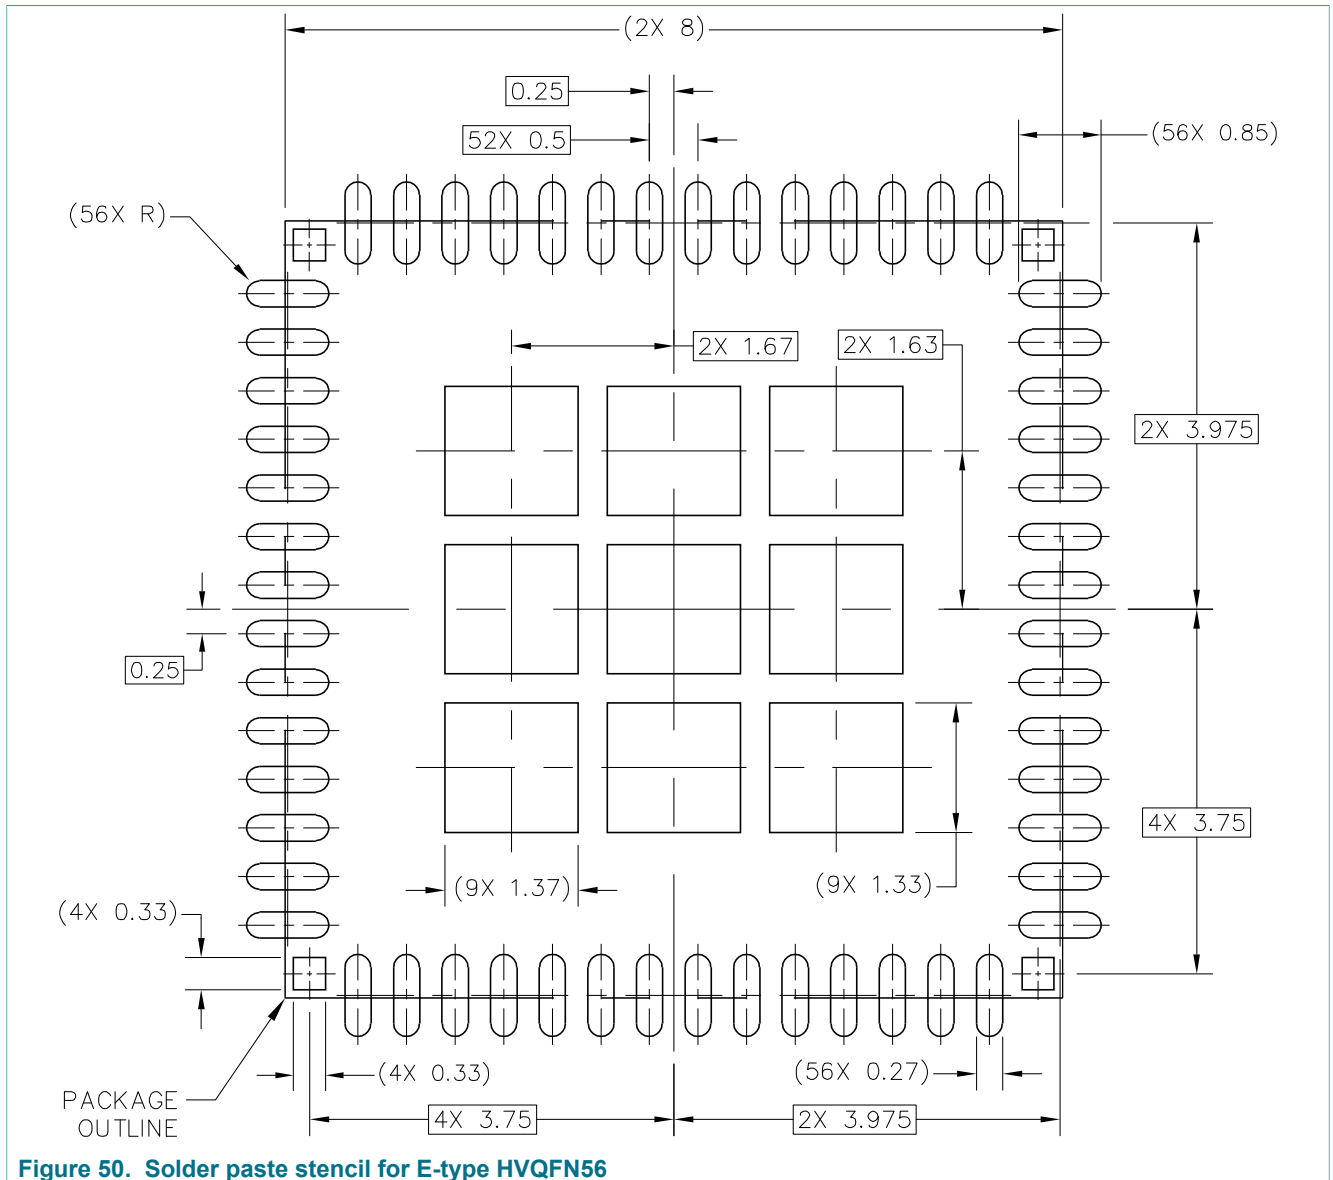 (2X 8)
0.25
52X 0.5
(56X 0.85)
(56X R)
2X 1.67
2X 1.63
2X 3.975
0.25
4X 3.75
(9X 1.37)
(9X 1.33)
(4X 0.33)
(4X 0.33)
(56X 0.27)
PACKAGE
OUTLINE
4X 3.75
2X 3.975
Figure 50. Solder paste stencil for E-type HVQFN56